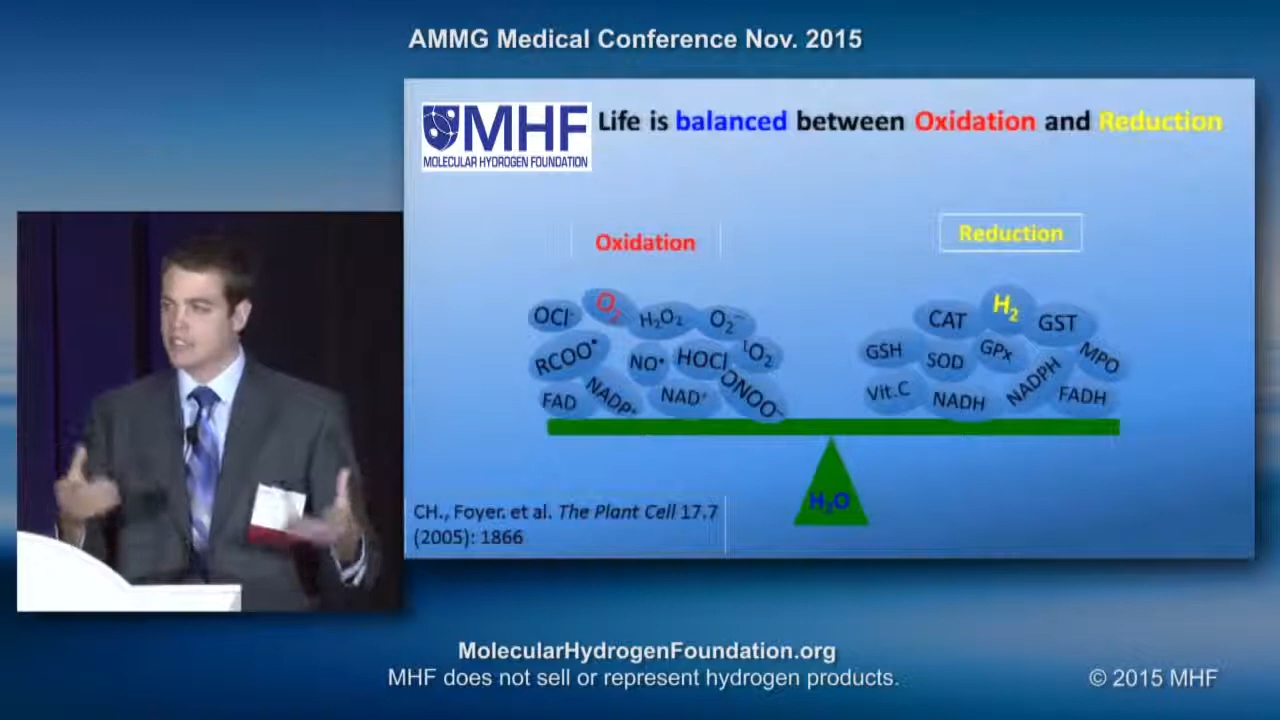 AMMG Medical Conference Nov. 2015
MHF
MOLECULAR HYDROGEN FOUNDATION
Life is balanced between Oxidation and Reduction
Oxidation
Reduction
OCl⁻ O₂ H₂O₂ O₂⁻
RCOO• NO• HOCl ¹O₂
FAD NADP⁺ NAD⁺ ONOO⁻
CAT H₂ GST
GSH SOD GPx MPO
Vit.C NADH NADPH FADH
H₂O
CH., Foyer. et al. The Plant Cell 17.7
(2005): 1866
MolecularHydrogenFoundation.org
MHF does not sell or represent hydrogen products.
© 2015 MHF